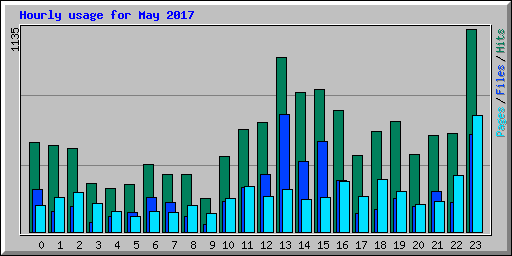 Hourly usage for May 2017
1135
Pages/Files/Hits
0 1 2 3 4 5 6 7 8 9 10 11 12 13 14 15 16 17 18 19 20 21 22 23